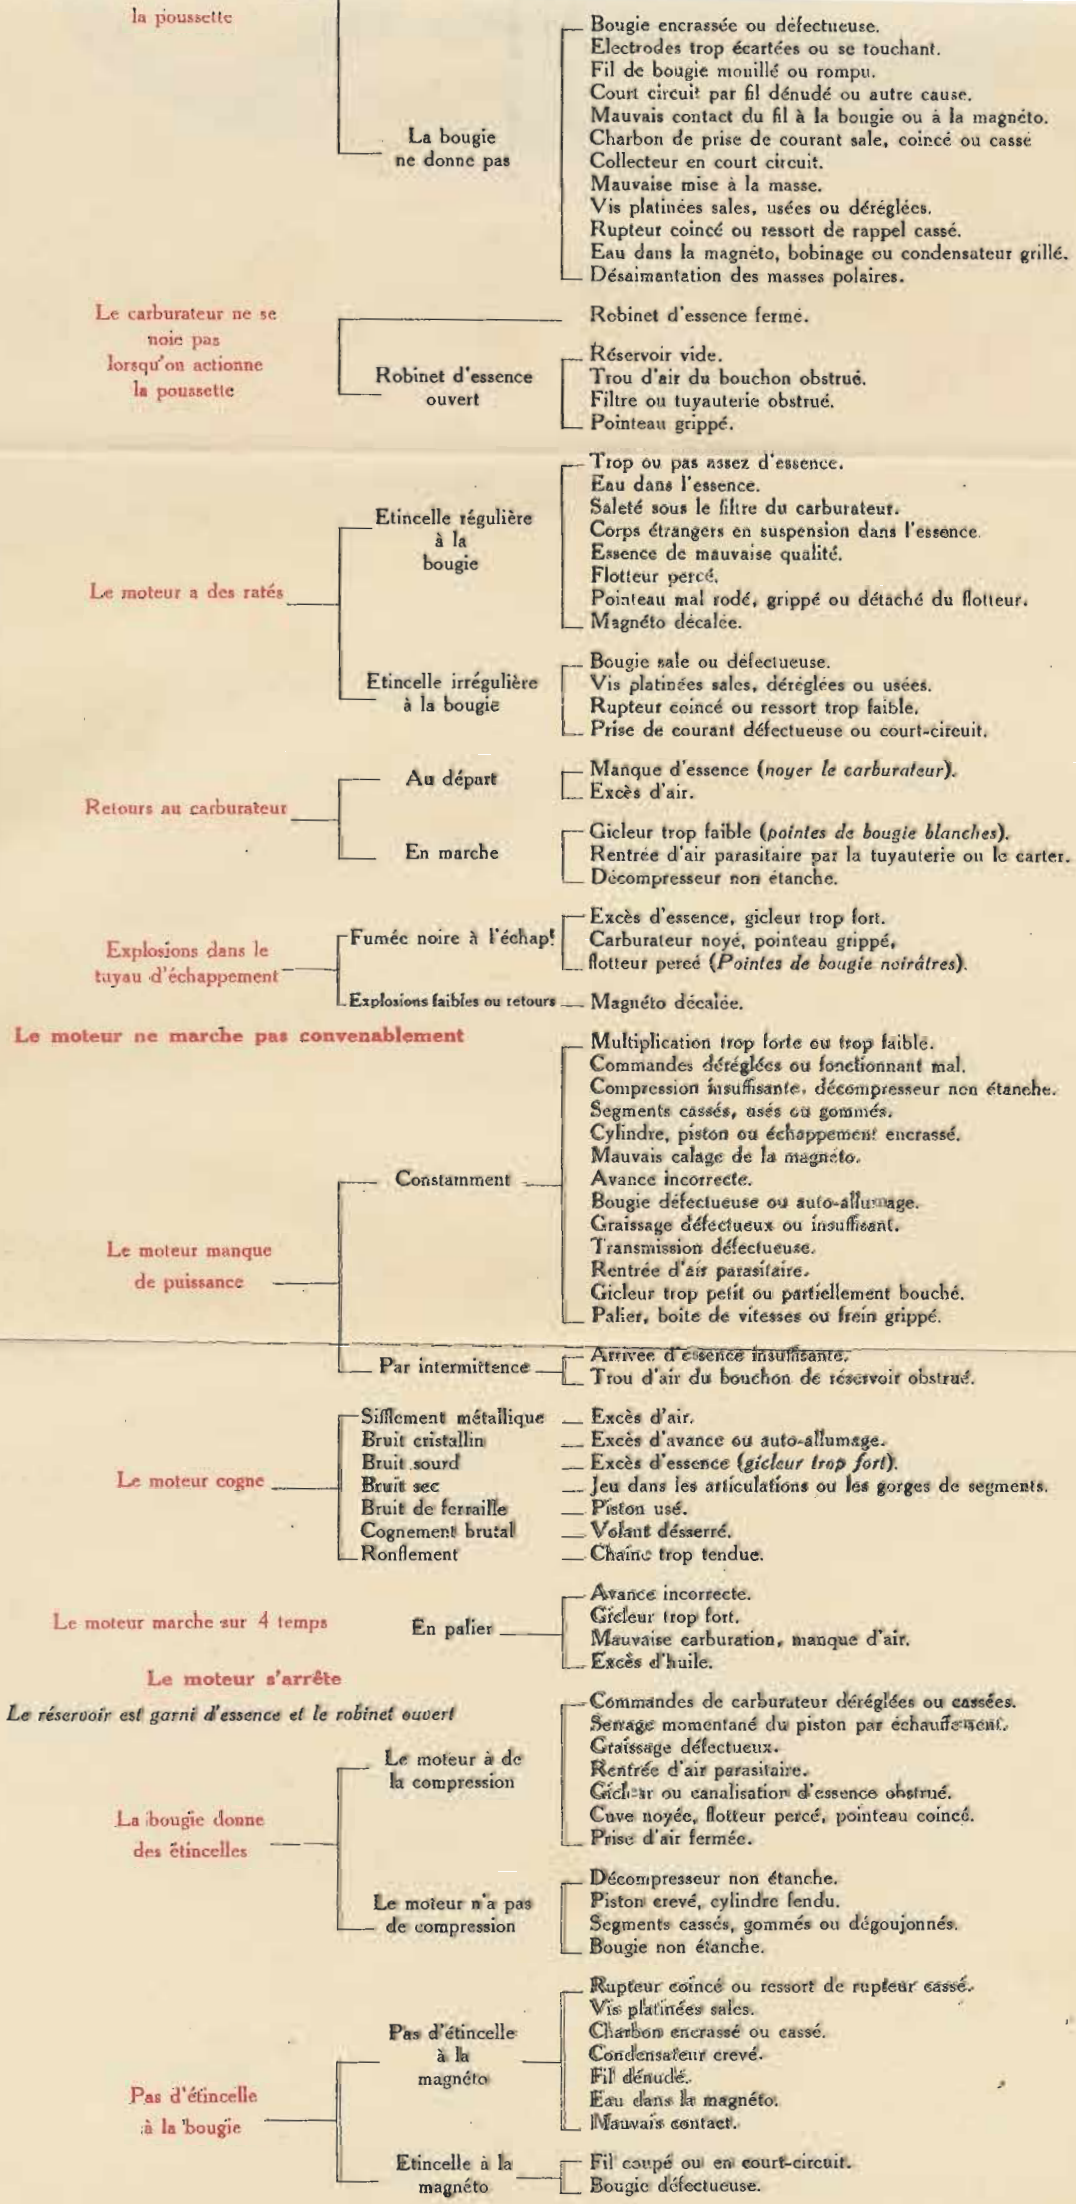 la poussette
La bougie
ne donne pas
Bougie encrassée ou défectueuse.
Electrodes trop écartées ou se touchant.
Fil de bougie mouillé ou rompu.
Court circuit par fil dénudé ou autre cause.
Mauvais contact du fil à la bougie ou à la magnéto.
Charbon de prise de courant sale, coincé ou cassé
Collecteur en court circuit.
Mauvaise mise à la masse.
Vis platinées sales, usées ou déréglées.
Rupteur coincé ou ressort de rappel cassé.
Eau dans la magnéto, bobinage ou condensateur grillé.
Désaimantation des masses polaires.
Le carburateur ne se
noie pas
lorsqu'on actionne
la poussette
Robinet d'essence fermé.
Robinet d'essence
ouvert
Réservoir vide.
Trou d'air du bouchon obstrué.
Filtre ou tuyauterie obstrué.
Pointeau grippé.
Le moteur a des ratés
Etincelle régulière
à la
bougie
Trop ou pas assez d'essence.
Eau dans l'essence.
Saleté sous le filtre du carburateur.
Corps étrangers en suspension dans l'essence.
Essence de mauvaise qualité.
Flotteur percé.
Pointeau mal rodé, grippé ou détaché du flotteur.
Magnéto décalée.
Etincelle irrégulière
à la bougie
Bougie sale ou défectueuse.
Vis platinées sales, déréglées ou usées.
Rupteur coincé ou ressort trop faible.
Prise de courant défectueuse ou court-circuit.
Retours au carburateur
Au départ
Manque d'essence (noyer le carburateur).
Excès d'air.
En marche
Gicleur trop faible (pointes de bougie blanches).
Rentrée d'air parasitaire par la tuyauterie ou le carter.
Décompresseur non étanche.
Explosions dans le
tuyau d'échappement
Fumée noire à l'échapt
Excès d'essence, gicleur trop fort.
Carburateur noyé, pointeau grippé,
flotteur percé (Pointes de bougie noirâtres).
Explosions faibles ou retours
Magnéto décalée.
Le moteur ne marche pas convenablement
Le moteur manque
de puissance
Constamment
Multiplication trop forte ou trop faible.
Commandes déréglées ou fonctionnant mal.
Compression insuffisante, décompresseur non étanche.
Segments cassés, usés ou gommés.
Cylindre, piston ou échappement encrassé.
Mauvais calage de la magnéto.
Avance incorrecte.
Bougie défectueuse ou auto-allumage.
Graissage défectueux ou insuffisant.
Transmission défectueuse.
Rentrée d'air parasitaire.
Gicleur trop petit ou partiellement bouché.
Palier, boite de vitesses ou frein grippé.
Par intermittence
Arrivée d'essence insuffisante.
Trou d'air du bouchon de réservoir obstrué.
Le moteur cogne
Sifflement métallique
Excès d'air.
Bruit cristallin
Excès d'avance ou auto-allumage.
Bruit sourd
Excès d'essence (gicleur trop fort).
Bruit sec
Jeu dans les articulations ou les gorges de segments.
Bruit de ferraille
Piston usé.
Cognement brutal
Volant désserré.
Ronflement
Chaîne trop tendue.
Le moteur marche sur 4 temps
En palier
Avance incorrecte.
Gicleur trop fort.
Mauvaise carburation, manque d'air.
Excès d'huile.
Le moteur s'arrête
Le réservoir est garni d'essence et le robinet ouvert
La bougie donne
des étincelles
Le moteur à de
la compression
Commandes de carburateur déréglées ou cassées.
Serrage momentané du piston par échauffement.
Graissage défectueux.
Rentrée d'air parasitaire.
Gicleur ou canalisation d'essence obstrué.
Cuve noyée, flotteur percé, pointeau coincé.
Prise d'air fermée.
Le moteur n'a pas
de compression
Décompresseur non étanche.
Piston crevé, cylindre fendu.
Segments cassés, gommés ou dégoujonnés.
Bougie non étanche.
Pas d'étincelle
à la bougie
Pas d'étincelle
à la
magnéto
Rupteur coincé ou ressort de rupteur cassé.
Vis platinées sales.
Charbon encrassé ou cassé.
Condensateur crevé.
Fil dénudé.
Eau dans la magnéto.
Mauvais contact.
Etincelle à la
magnéto
Fil coupé ou en court-circuit.
Bougie défectueuse.